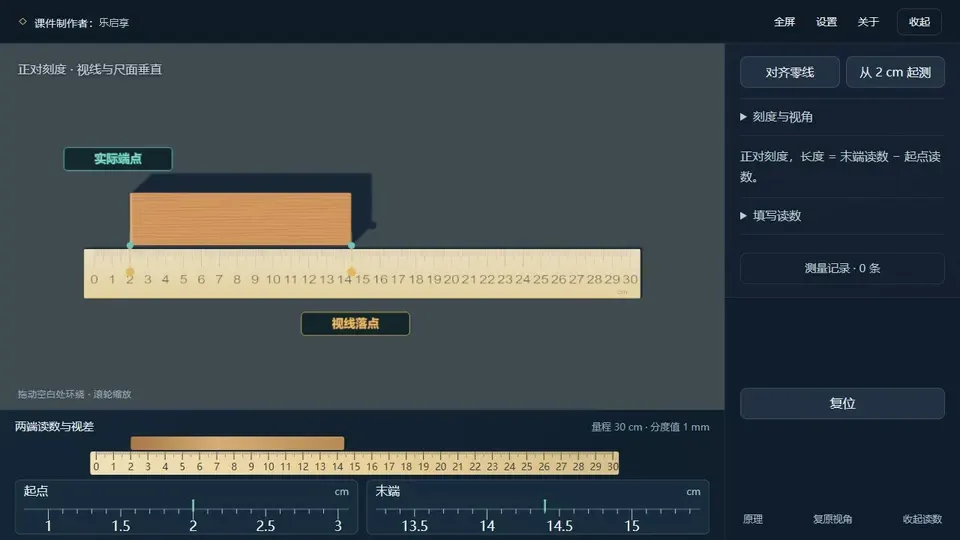 课件制作者：乐启享
全屏 设置 关于 收起
正对刻度 · 视线与尺面垂直
对齐零线 从 2 cm 起测
▶ 刻度与视角
实际端点
正对刻度，长度 = 末端读数 − 起点读
数。
▶ 填写读数
测量记录 · 0 条
0 1 2 3 4 5 6 7 8 9 10 11 12 13 14 15 16 17 18 19 20 21 22 23 24 25 26 27 28 29 30
cm
视线落点
拖动空白处环绕 · 滚轮缩放
复位
两端读数与视差
量程 30 cm · 分度值 1 mm
0 1 2 3 4 5 6 7 8 9 10 11 12 13 14 15 16 17 18 19 20 21 22 23 24 25 26 27 28 29 30
起点 cm
1 1.5 2 2.5 3
末端 cm
13.5 14 14.5 15
原理 复原视角 收起读数